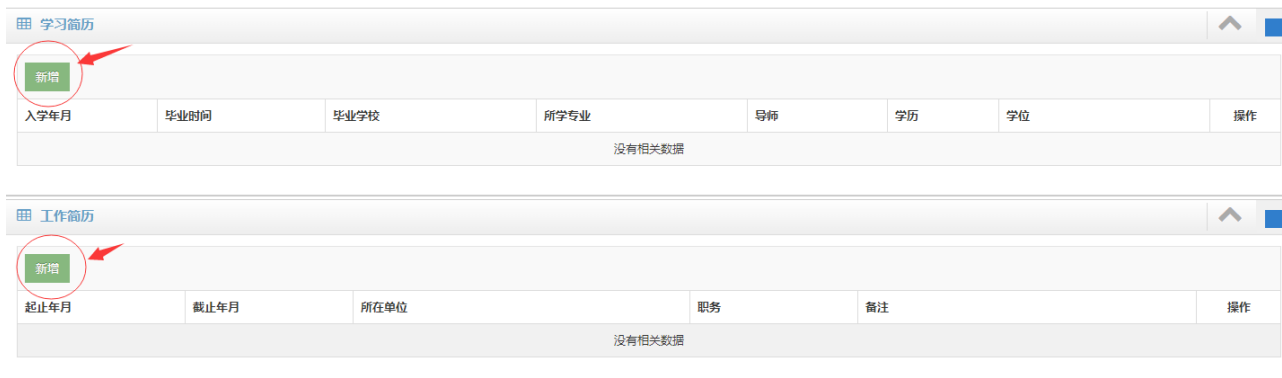 学习简历
新增
入学年月 毕业时间 毕业学校 所学专业 导师 学历 学位 操作
没有相关数据
工作简历
新增
起止年月 截止年月 所在单位 职务 备注 操作
没有相关数据